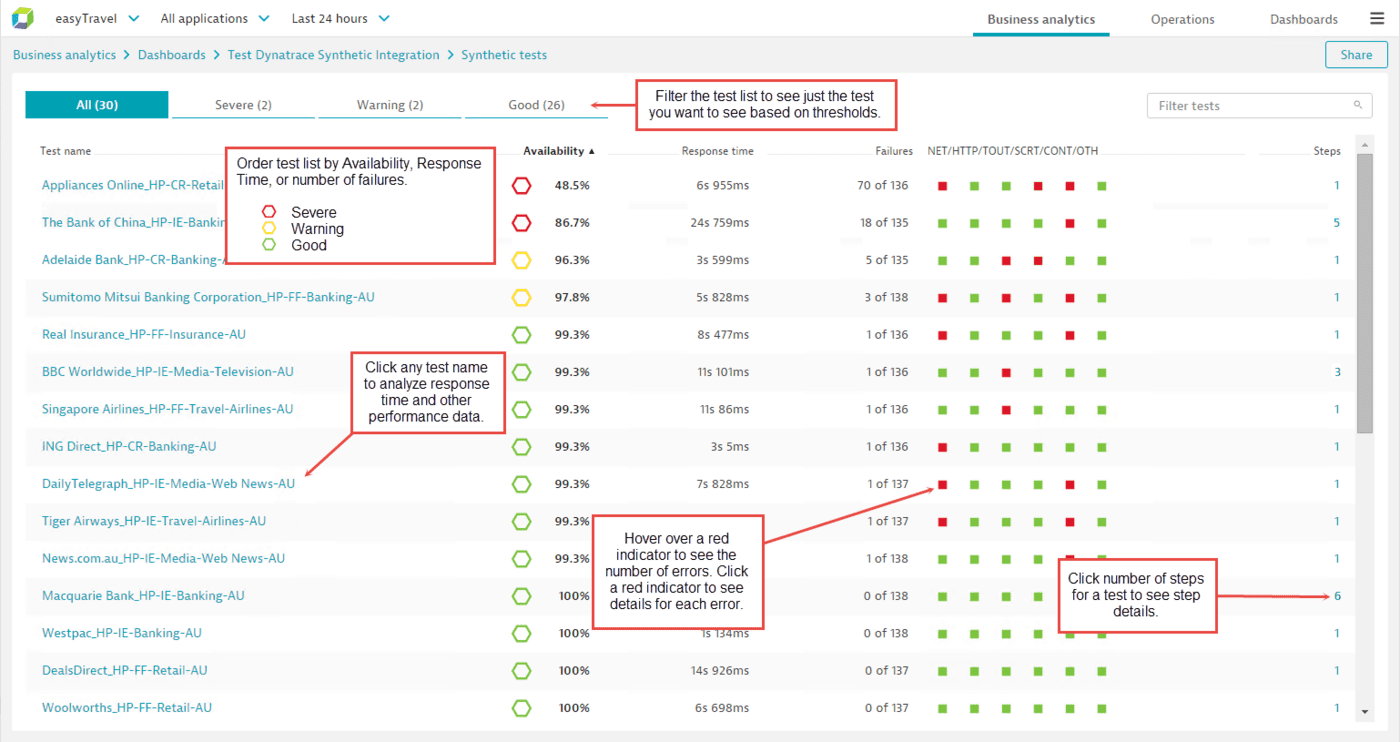 easyTravel All applications Last 24 hours Business analytics Operations Dashboards
Business analytics > Dashboards > Test Dynatrace Synthetic Integration > Synthetic tests Share
All (30) Severe (2) Warning (2) Good (26) Filter tests
Filter the test list to see just the test
you want to see based on thresholds.
Test name Availability ▲ Response time Failures NET/HTTP/TOUT/SCRT/CONT/OTH Steps
Order test list by Availability, Response
Time, or number of failures.
Severe
Warning
Good
Appliances Online_HP-CR-Retail 48.5% 6s 955ms 70 of 136 1
The Bank of China_HP-IE-Bankin 86.7% 24s 759ms 18 of 135 5
Adelaide Bank_HP-CR-Banking- 96.3% 3s 599ms 5 of 135 1
Sumitomo Mitsui Banking Corporation_HP-FF-Banking-AU 97.8% 5s 828ms 3 of 138 1
Real Insurance_HP-FF-Insurance-AU 99.3% 8s 477ms 1 of 136 1
BBC Worldwide_HP-IE-Media-Television-AU 99.3% 11s 101ms 1 of 136 3
Singapore Airlines_HP-FF-Travel-Airlines-AU 99.3% 11s 86ms 1 of 136 1
Click any test name
to analyze response
time and other
performance data.
ING Direct_HP-CR-Banking-AU 99.3% 3s 5ms 1 of 136 1
DailyTelegraph_HP-IE-Media-Web News-AU 99.3% 7s 828ms 1 of 137 1
Tiger Airways_HP-IE-Travel-Airlines-AU 99.3% 1 of 137 1
News.com.au_HP-IE-Media-Web News-AU 99.3% 1 of 138 1
Hover over a red
indicator to see the
number of errors. Click
a red indicator to see
details for each error.
Click number of steps
for a test to see step
details.
Macquarie Bank_HP-IE-Banking-AU 100% 0 of 138 6
Westpac_HP-IE-Banking-AU 100% 1s 134ms 0 of 138 1
DealsDirect_HP-FF-Retail-AU 100% 14s 926ms 0 of 137 1
Woolworths_HP-FF-Retail-AU 100% 6s 698ms 0 of 137 1